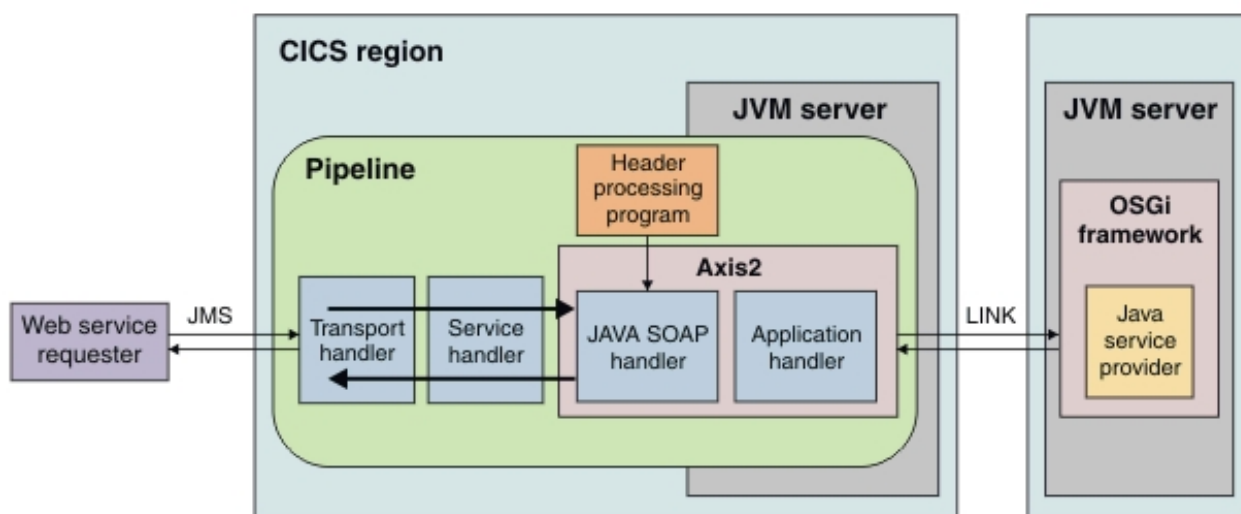 CICS region
JVM server
JVM server
Pipeline
Header
processing
program
OSGi
framework
Axis2
Web service
requester
JMS
Transport
handler
Service
handler
JAVA SOAP
handler
Application
handler
LINK
Java
service
provider